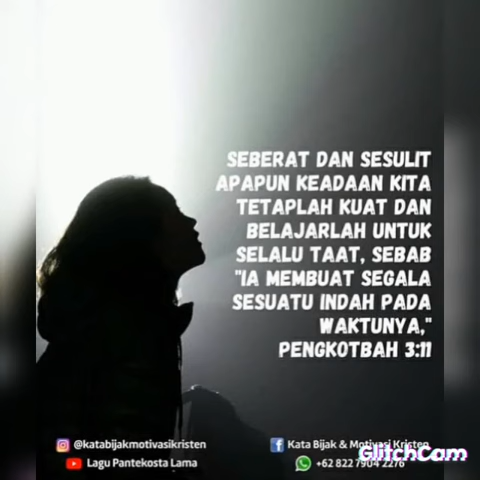 SEBERAT DAN SESULIT
APAPUN KEADAAN KITA
TETAPLAH KUAT DAN
BELAJARLAH UNTUK
SELALU TAAT, SEBAB
"IA MEMBUAT SEGALA
SESUATU INDAH PADA
WAKTUNYA,"
PENGKOTBAH 3:11
@katabijakmotivasikristen
Kata Bijak & Motivasi Kristen
Lagu Pantekosta Lama
+62 822 7904 2276
GlitchCam